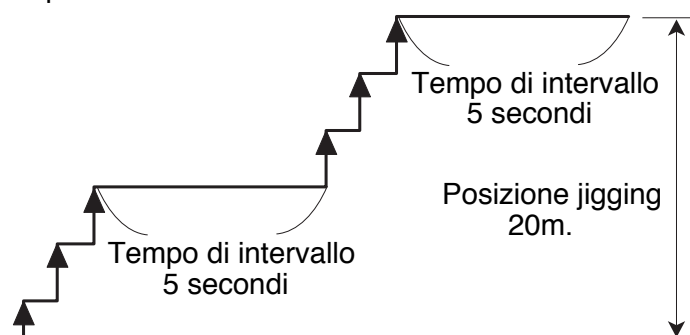 Tempo di intervallo
5 secondi
Posizione jigging
20m.
Tempo di intervallo
5 secondi